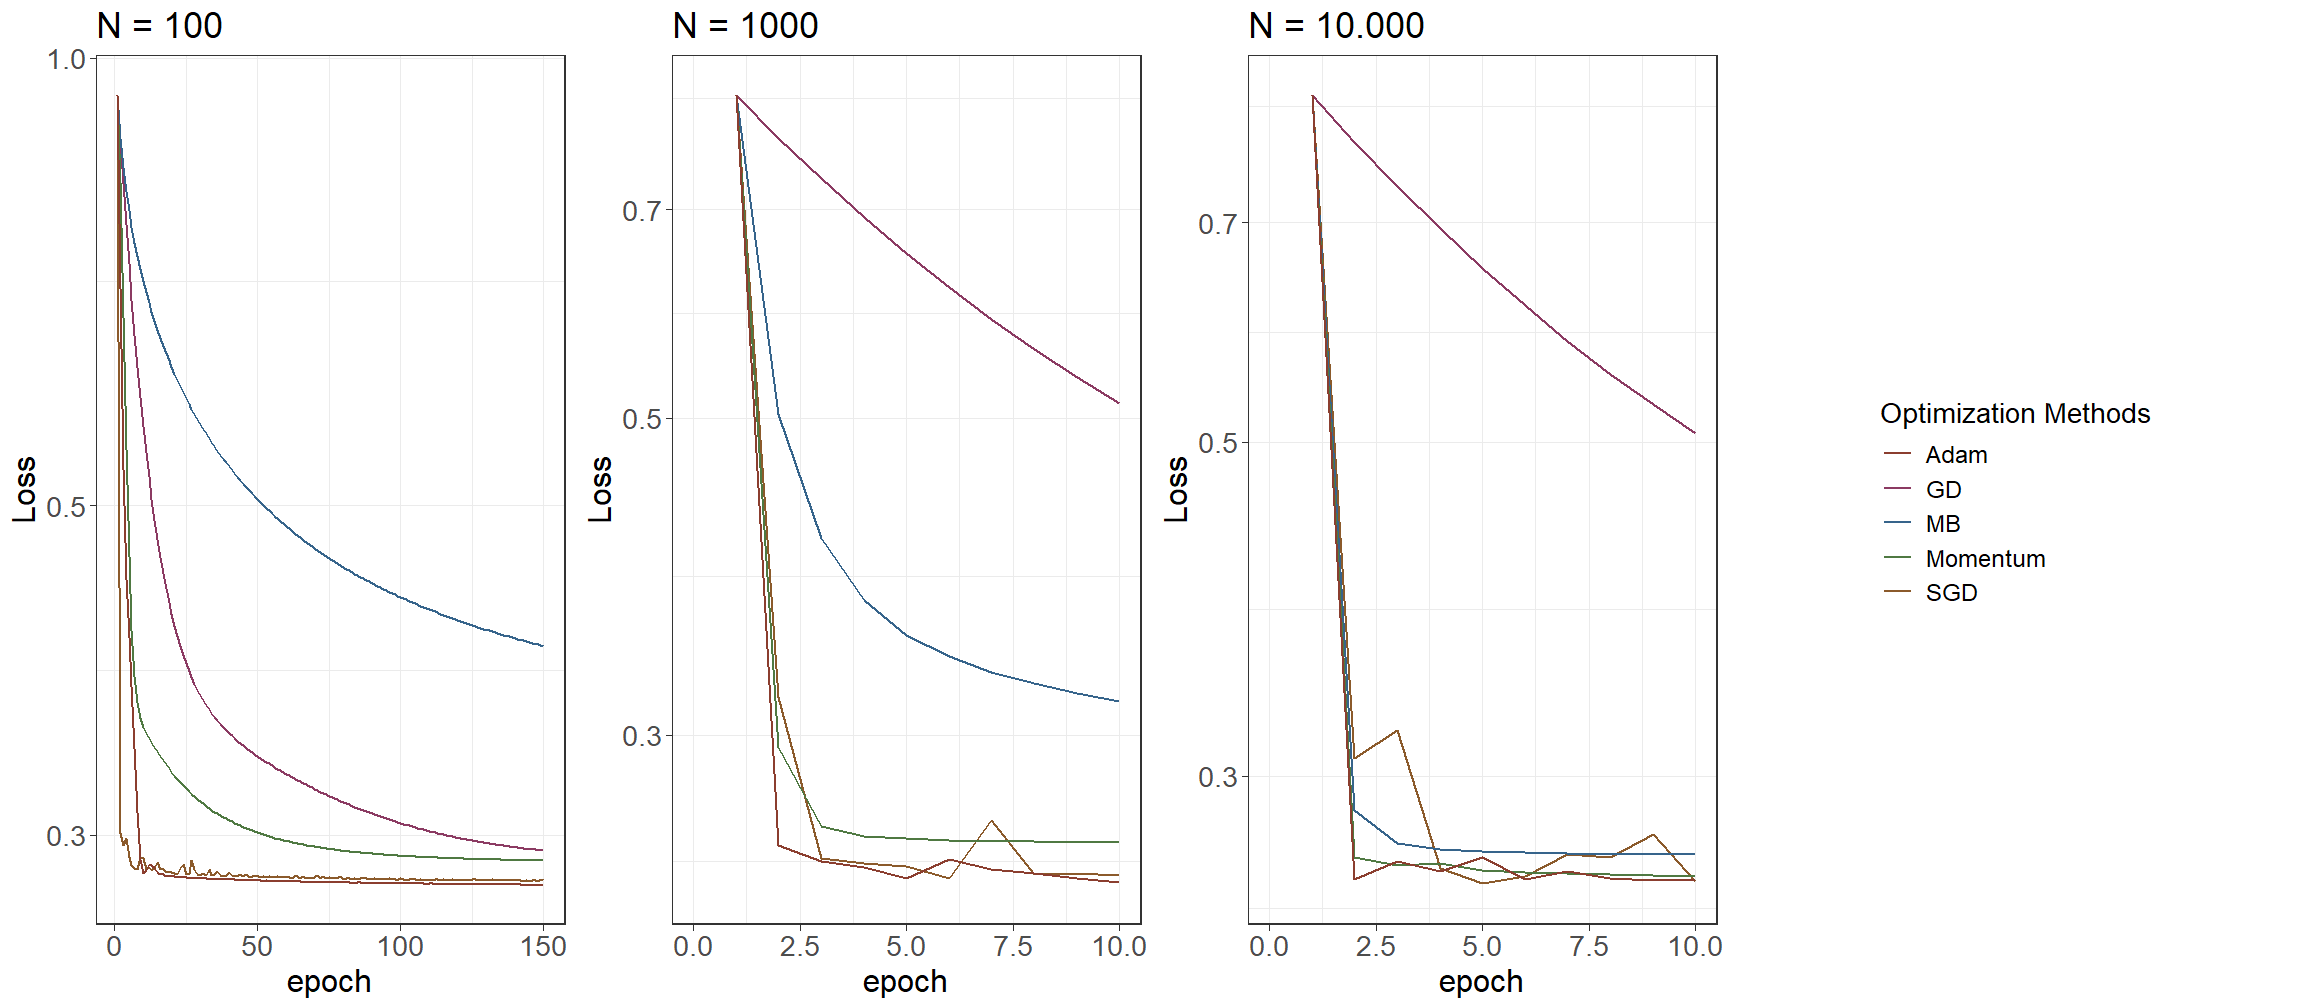 N = 100
1.0
0.5
0.3
Loss
0 50 100 150
epoch
N = 1000
0.7
0.5
0.3
Loss
0.0 2.5 5.0 7.5 10.0
epoch
N = 10.000
0.7
0.5
0.3
Loss
0.0 2.5 5.0 7.5 10.0
epoch
Optimization Methods
Adam
GD
MB
Momentum
SGD